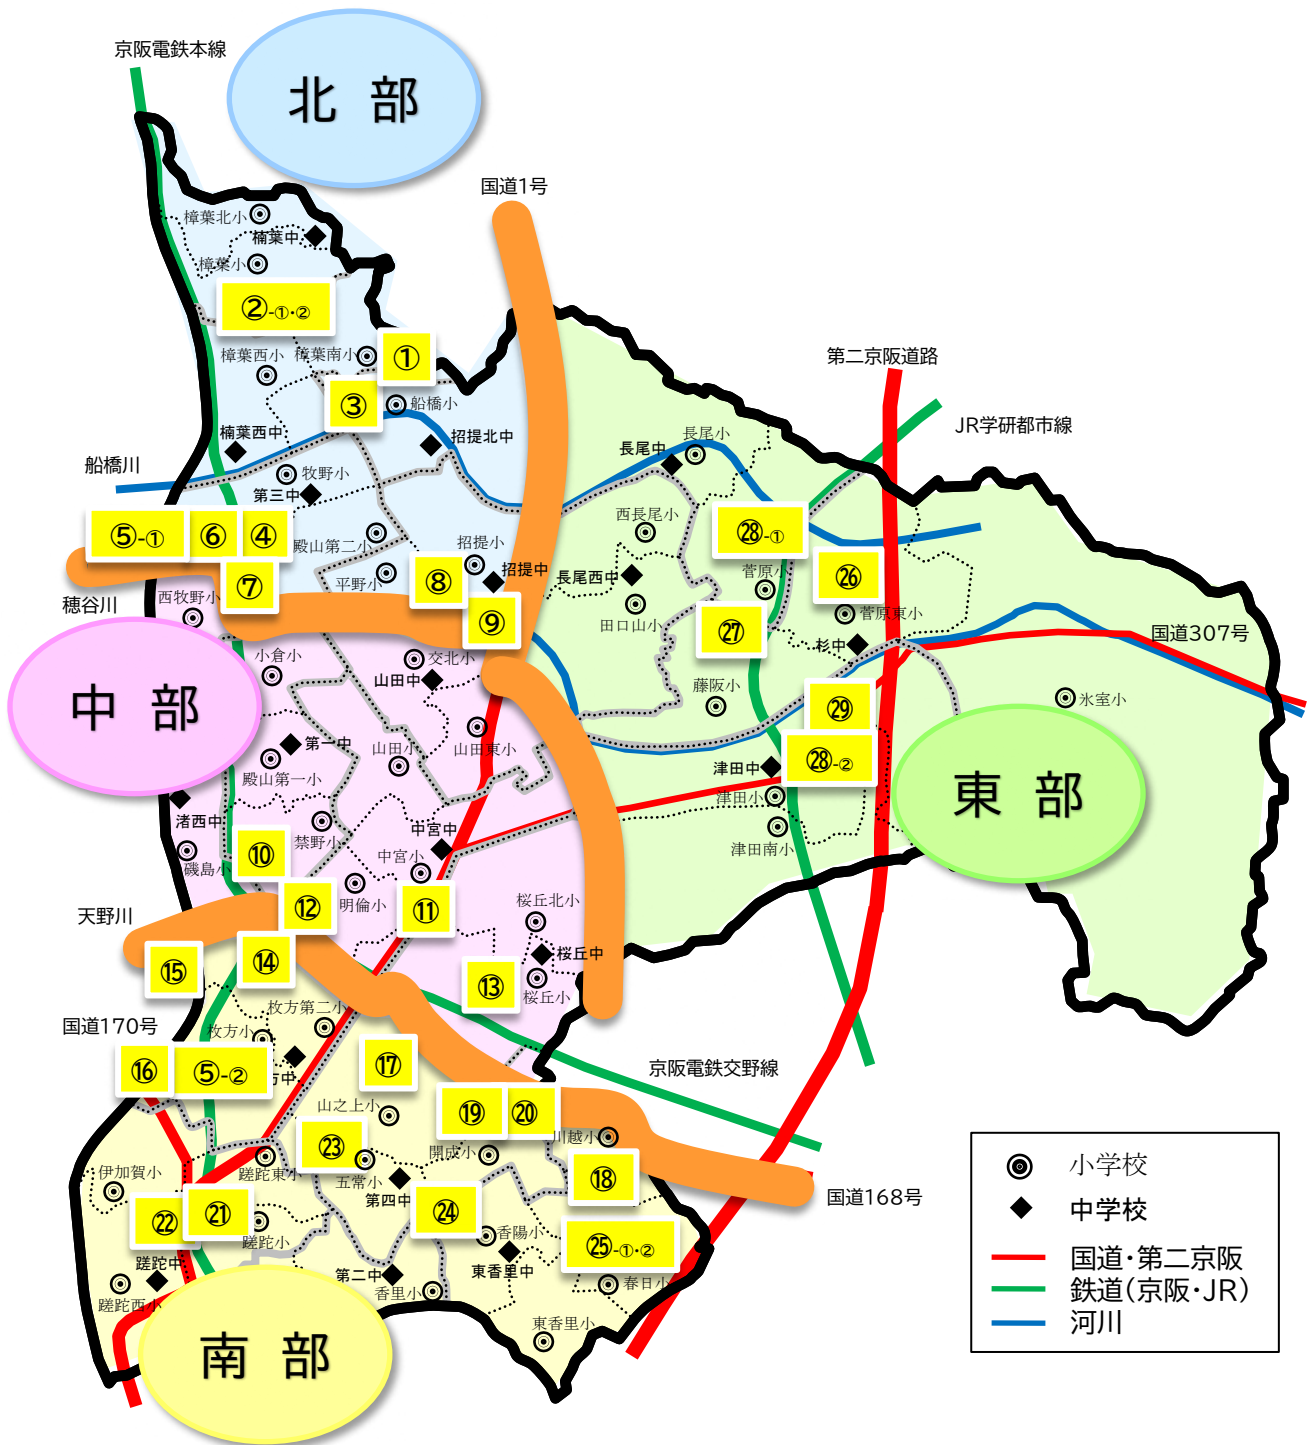 京阪電鉄本線
北 部
国道1号
樟葉北小
楠葉中
樟葉小
②-①・②
樟葉西小
樟葉南小
①
第二京阪道路
③
船橋小
JR学研都市線
楠葉西中
招提北中
長尾中
長尾小
船橋川
牧野小
第三中
⑤-①
⑥
④
殿山第二小
招提小
西長尾小
㉘-①
⑦
平野小
⑧
招提中
長尾西中
菅原小
㉖
穂谷川
西牧野小
⑨
田口山小
㉗
菅原東小
杉中
国道307号
中 部
小倉小
交北小
山田中
藤阪小
㉙
氷室小
第一中
殿山第一小
山田小
山田東小
津田中
㉘-②
東 部
渚西中
津田小
禁野小
中宮中
津田南小
磯島小
⑩
中宮小
明倫小
天野川
⑫
⑪
桜丘北小
桜丘中
⑮
⑭
⑬
桜丘小
国道170号
枚方小
枚方第二小
⑯
⑤-②
方中
⑰
京阪電鉄交野線
山之上小
⑲
⑳
川越小
㉓
開成小
伊加賀小
蹉跎東小
五常小
第四中
⑱
国道168号
㉒
㉑
蹉跎小
㉔
香陽小
㉕-①・②
蹉跎中
第二中
東香里中
蹉跎西小
香里小
春日小
南 部
東香里小
小学校
中学校
国道・第二京阪
鉄道(京阪・JR)
河川